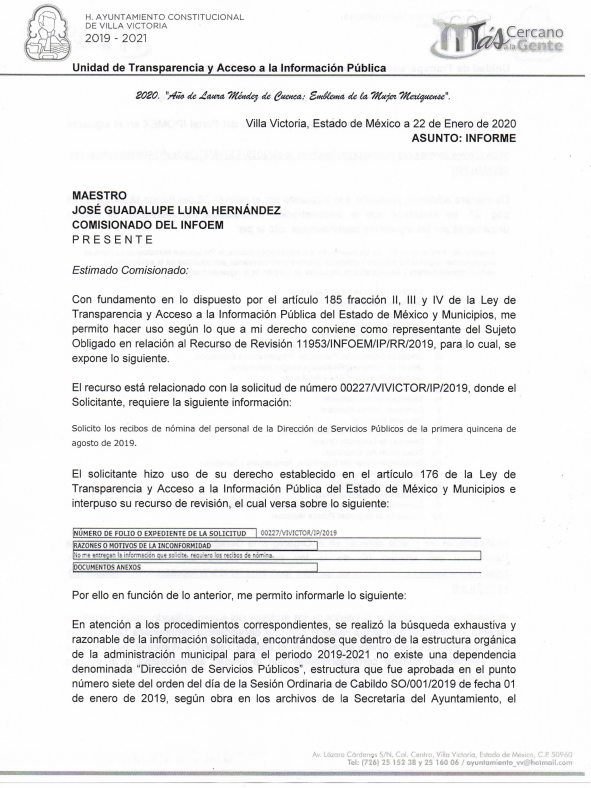 H. AYUNTAMIENTO CONSTITUCIONAL
DE VILLA VICTORIA
2019 - 2021
Más Cercano
a la Gente
Unidad de Transparencia y Acceso a la Información Pública
2020. "Año de Laura Méndez de Cuenca; Emblema de la Mujer Mexiquense".
Villa Victoria, Estado de México a 22 de Enero de 2020
ASUNTO: INFORME
MAESTRO
JOSÉ GUADALUPE LUNA HERNÁNDEZ
COMISIONADO DEL INFOEM
P R E S E N T E
Estimado Comisionado:
Con fundamento en lo dispuesto por el artículo 185 fracción II, III y IV de la Ley de
Transparencia y Acceso a la Información Pública del Estado de México y Municipios, me
permito hacer uso según lo que a mi derecho conviene como representante del Sujeto
Obligado en relación al Recurso de Revisión 11953/INFOEM/IP/RR/2019, para lo cual, se
expone lo siguiente.
El recurso está relacionado con la solicitud de número 00227/VIVICTOR/IP/2019, donde el
Solicitante, requiere la siguiente información:
Solicito los recibos de nómina del personal de la Dirección de Servicios Públicos de la primera quincena de
agosto de 2019.
El solicitante hizo uso de su derecho establecido en el artículo 176 de la Ley de
Transparencia y Acceso a la Información Pública del Estado de México y Municipios e
interpuso su recurso de revisión, el cual versa sobre lo siguiente:
NÚMERO DE FOLIO O EXPEDIENTE DE LA SOLICITUD 00227/VIVICTOR/IP/2019
RAZONES O MOTIVOS DE LA INCONFORMIDAD
No me entregan la información que solicite, requiero los recibos de nómina.
DOCUMENTOS ANEXOS
Por ello en función de lo anterior, me permito informarle lo siguiente:
En atención a los procedimientos correspondientes, se realizó la búsqueda exhaustiva y
razonable de la información solicitada, encontrándose que dentro de la estructura orgánica
de la administración municipal para el periodo 2019-2021 no existe una dependencia
denominada “Dirección de Servicios Públicos”, estructura que fue aprobada en el punto
número siete del orden del día de la Sesión Ordinaria de Cabildo SO/001/2019 de fecha 01
de enero de 2019, según obra en los archivos de la Secretaría del Ayuntamiento, el
Av. Lázaro Cárdenas S/N, Col. Centro, Villa Victoria, Estado de México, C.P. 50960
Tel: (726) 25 152 38 y 25 160 06 / ayuntamiento_vv@hotmail.com